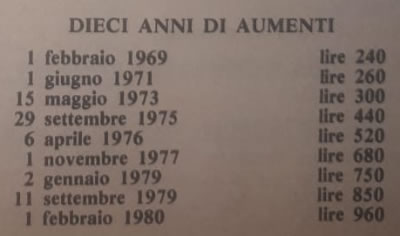 DIECI ANNI DI AUMENTI
1 febbraio 1969 lire 240
1 giugno 1971 lire 260
15 maggio 1973 lire 300
29 settembre 1975 lire 440
6 aprile 1976 lire 520
1 novembre 1977 lire 680
2 gennaio 1979 lire 750
11 settembre 1979 lire 850
1 febbraio 1980 lire 960